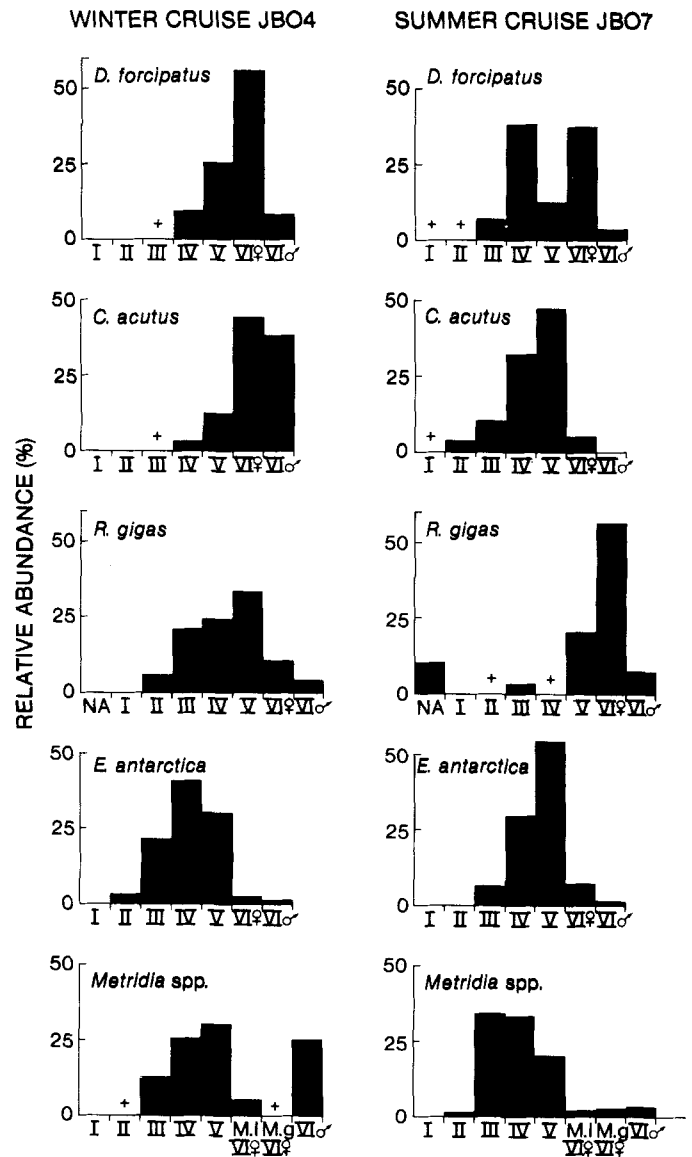 WINTER CRUISE JBO4 SUMMER CRUISE JBO7
RELATIVE ABUNDANCE (%)
D. forcipatus
50
25
0
+
I II III IV V VI♀ VI♂
D. forcipatus
50
25
0
+ +
I II III IV V VI♀ VI♂
C. acutus
50
25
0
+
I II III IV V VI♀ VI♂
C. acutus
50
25
0
+
I II III IV V VI♀ VI♂
R. gigas
50
25
0
NA I II III IV V VI♀ VI♂
R. gigas
50
25
0
+ +
NA I II III IV V VI♀ VI♂
E. antarctica
50
25
0
I II III IV V VI♀ VI♂
E. antarctica
50
25
0
I II III IV V VI♀ VI♂
Metridia spp.
50
25
0
+ +
I II III IV V M.l M.g VI♂
VI♀ VI♀
Metridia spp.
50
25
0
I II III IV V M.l M.g VI♂
VI♀ VI♀